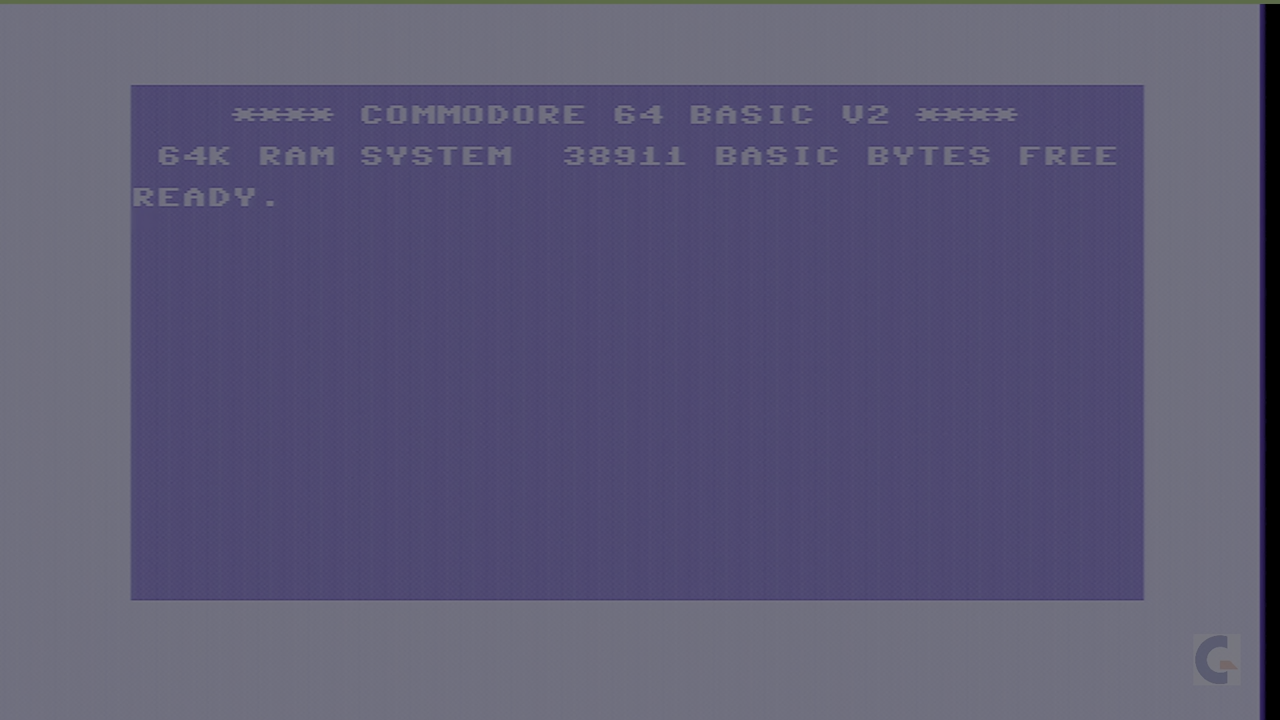 **** COMMODORE 64 BASIC V2 ****
64K RAM SYSTEM  38911 BASIC BYTES FREE
READY.